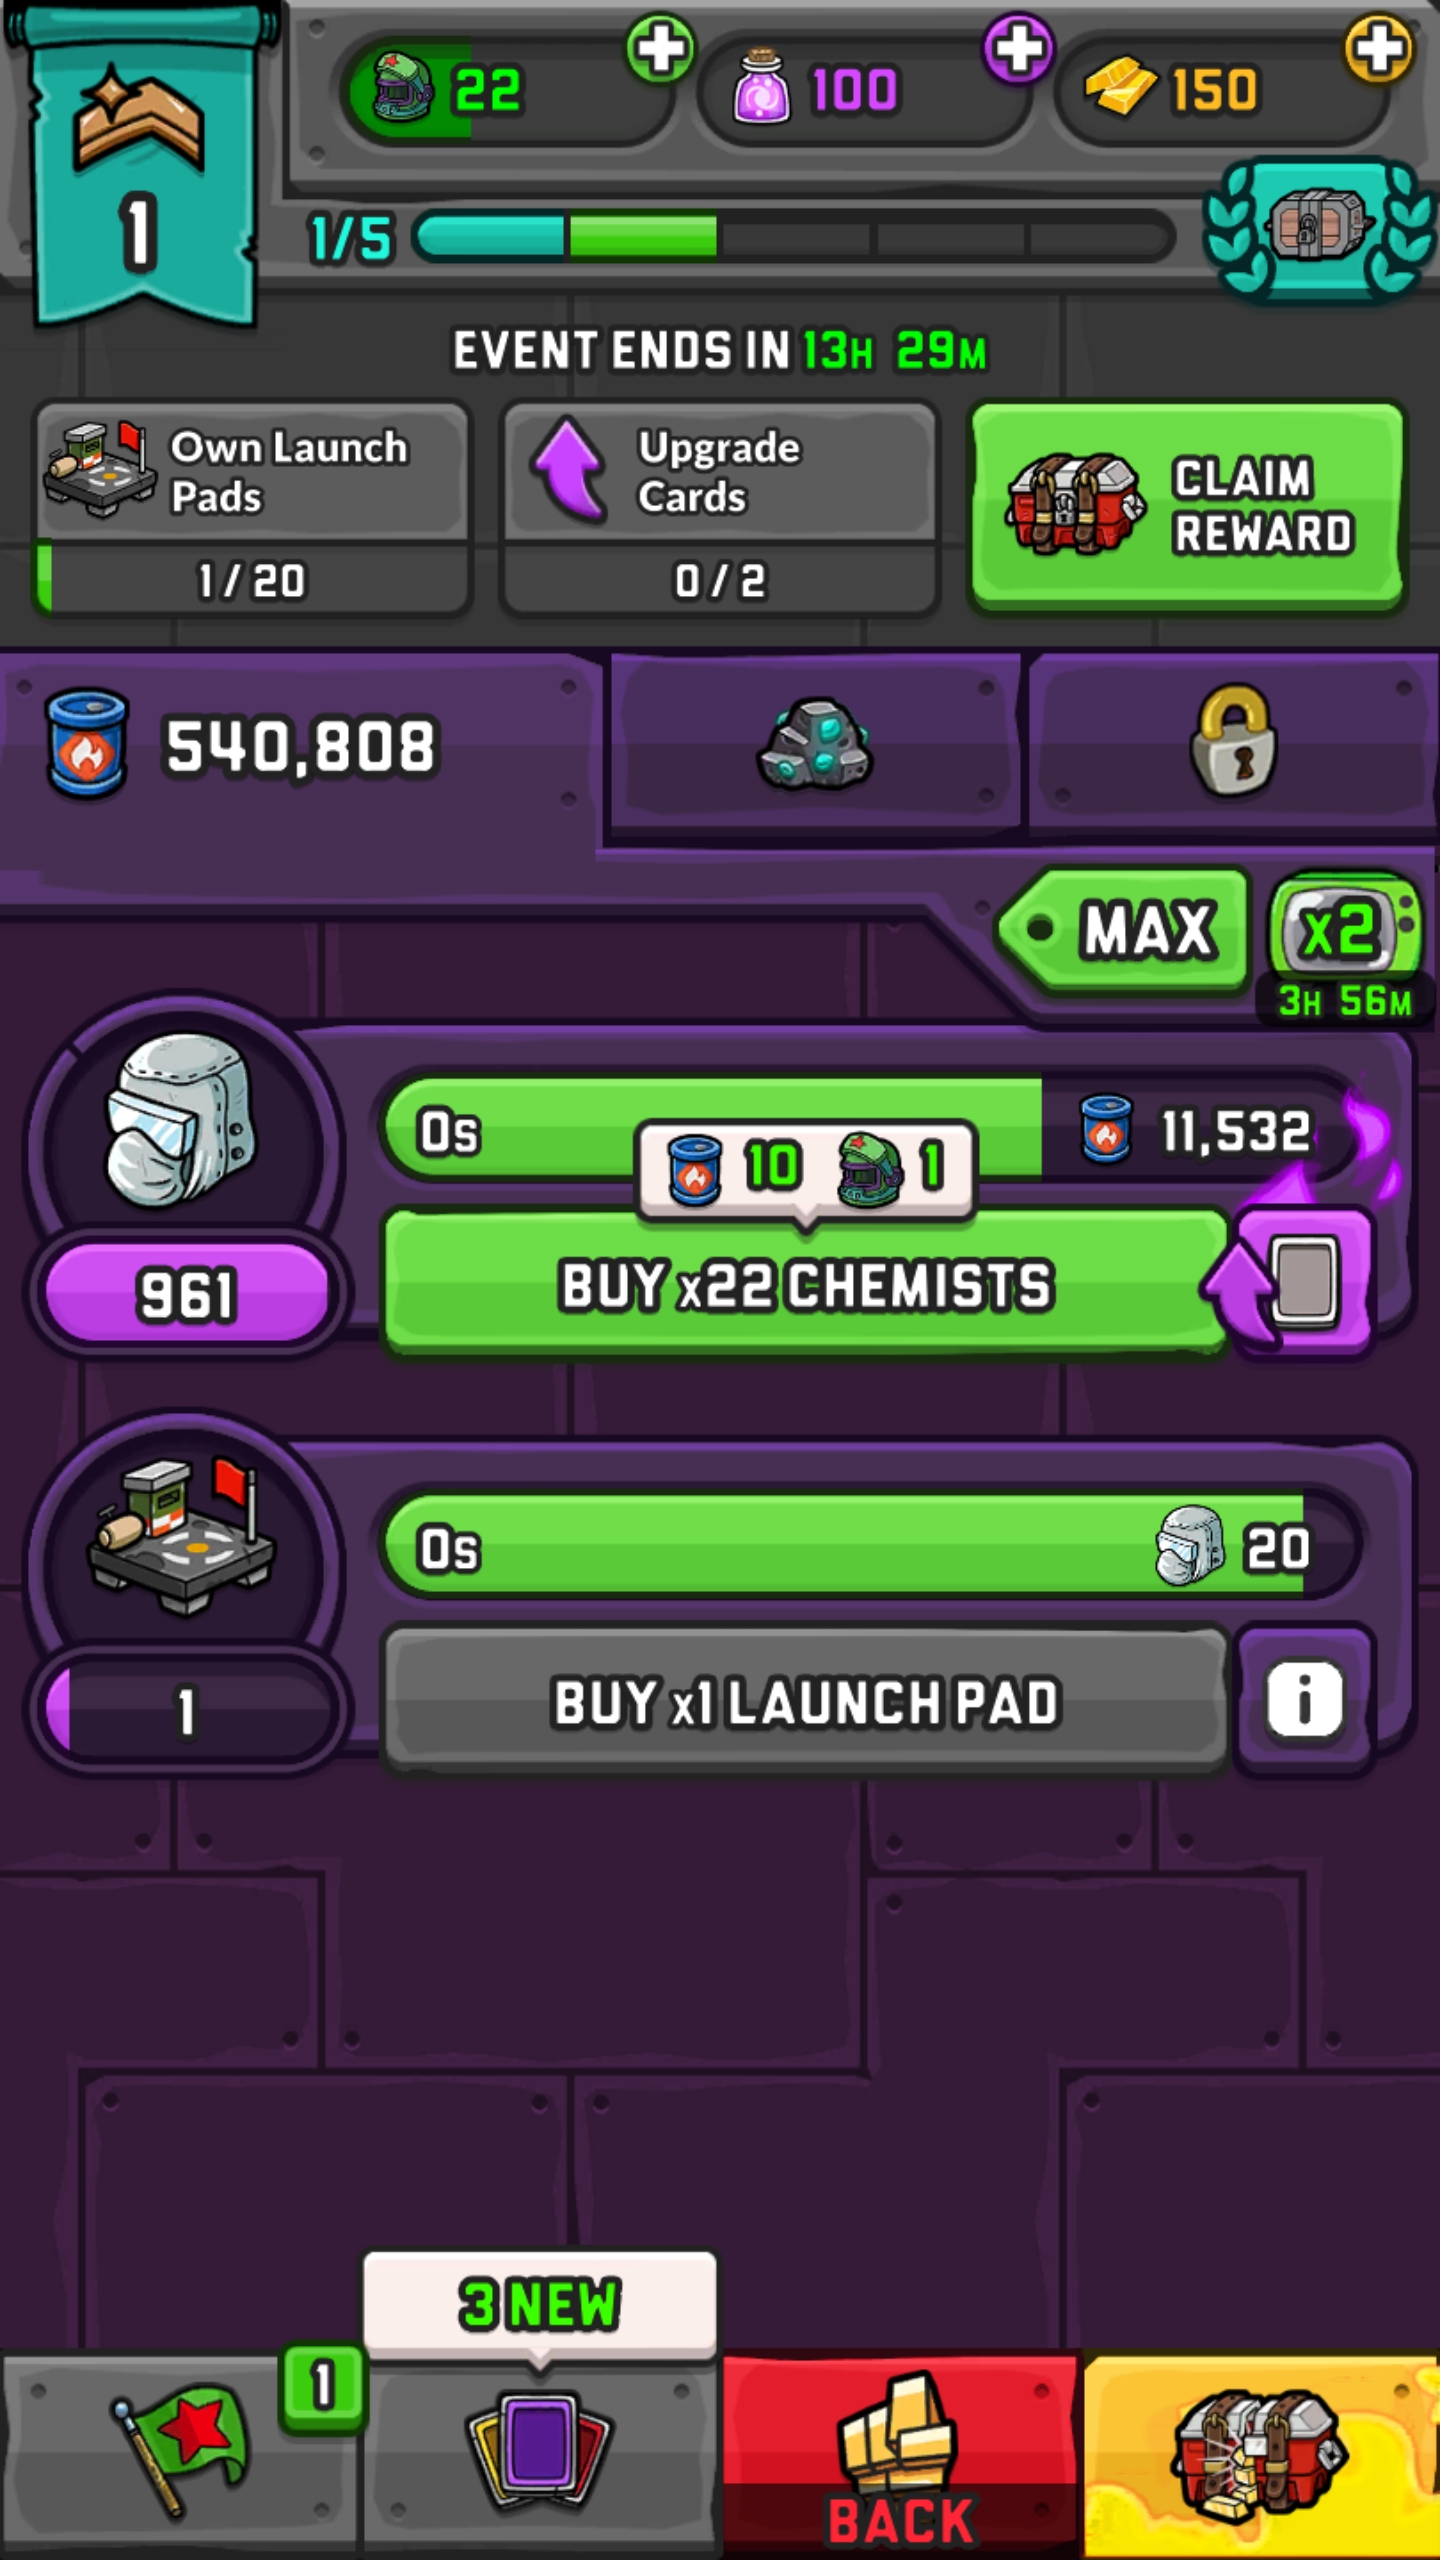 22
100
150
1
1/5
EVENT ENDS IN 13H 29M
Own Launch
Pads
1 / 20
Upgrade
Cards
0 / 2
CLAIM
REWARD
540,808
MAX
x2
3H 56M
0s
11,532
10
1
961
BUY x22 CHEMISTS
0s
20
1
BUY x1 LAUNCH PAD
i
3 NEW
1
BACK